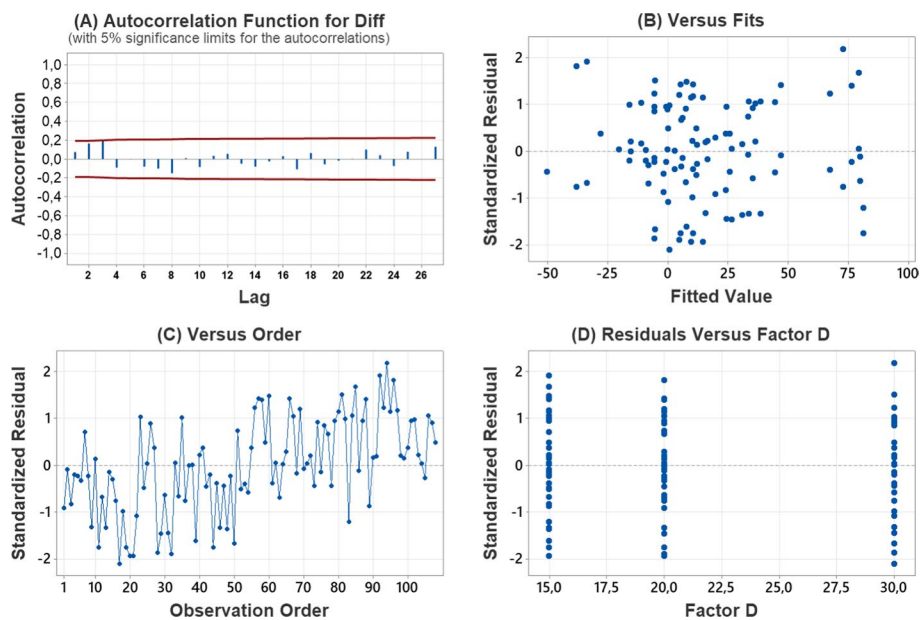 (A) Autocorrelation Function for Diff
(with 5% significance limits for the autocorrelations)
1,0
0,8
0,6
0,4
0,2
0,0
-0,2
-0,4
-0,6
-0,8
-1,0
Autocorrelation
2 4 6 8 10 12 14 16 18 20 22 24 26
Lag
(B) Versus Fits
2
1
0
-1
-2
Standardized Residual
-50 -25 0 25 50 75 100
Fitted Value
(C) Versus Order
2
1
0
-1
-2
Standardized Residual
1 10 20 30 40 50 60 70 80 90 100
Observation Order
(D) Residuals Versus Factor D
2
1
0
-1
-2
Standardized Residual
15,0 17,5 20,0 22,5 25,0 27,5 30,0
Factor D